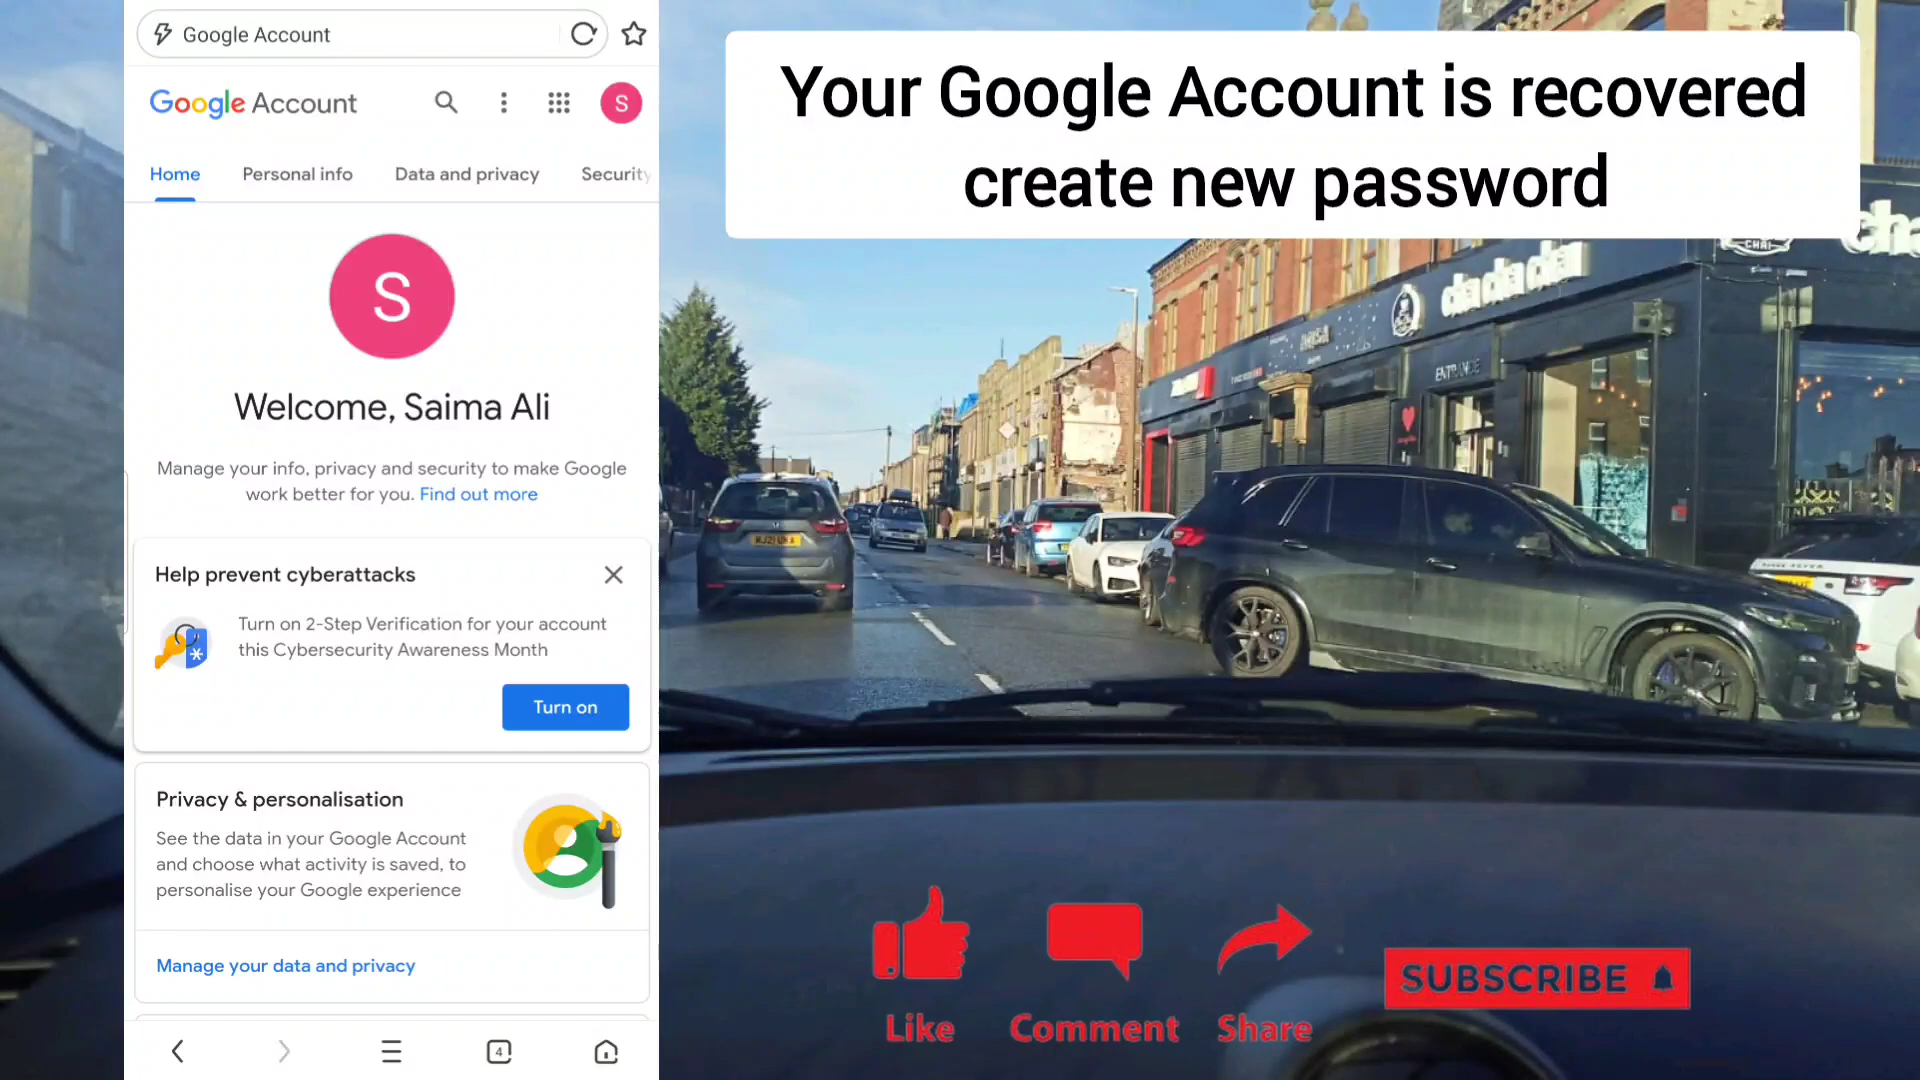 Google Account
Google Account
S
Home
Personal info
Data and privacy
Security
S
Welcome, Saima Ali
Manage your info, privacy and security to make Google
work better for you. Find out more
Help prevent cyberattacks
Turn on 2-Step Verification for your account
this Cybersecurity Awareness Month
Turn on
Privacy & personalisation
See the data in your Google Account
and choose what activity is saved, to
personalise your Google experience
Manage your data and privacy
4
Your Google Account is recovered
create new password
CHAI
cha
ENTRANCE
Like
Comment
Share
SUBSCRIBE